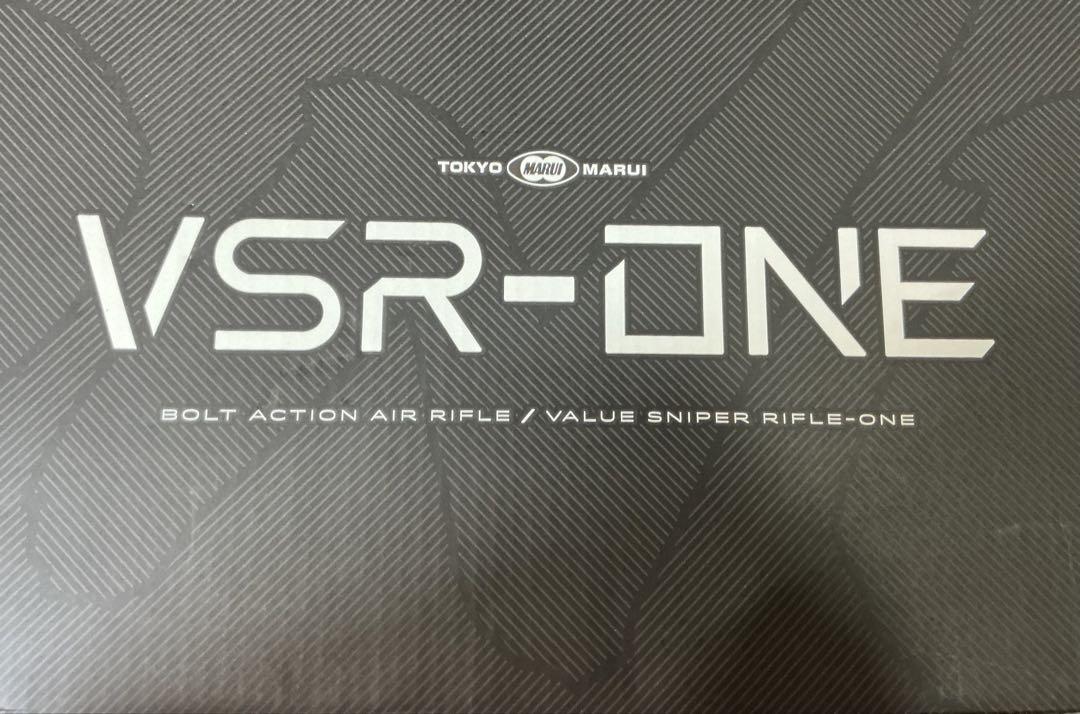 TOKYO MARUI MARUI
VSR-ONE
BOLT ACTION AIR RIFLE / VALUE SNIPER RIFLE-ONE